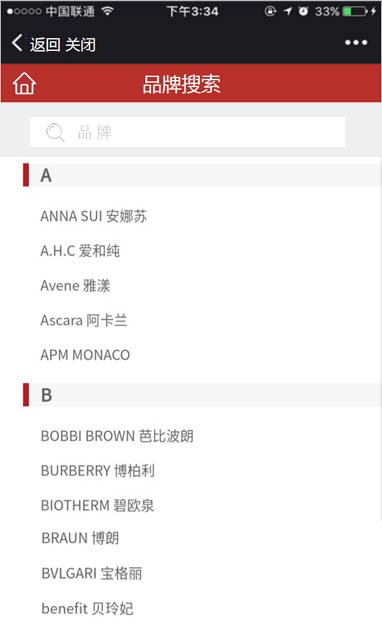 中国联通 下午3:34 33%
返回 关闭
品牌搜索
品 牌
A
ANNA SUI 安娜苏
A.H.C 爱和纯
Avene 雅漾
Ascara 阿卡兰
APM MONACO
B
BOBBI BROWN 芭比波朗
BURBERRY 博柏利
BIOTHERM 碧欧泉
BRAUN 博朗
BVLGARI 宝格丽
benefit 贝玲妃